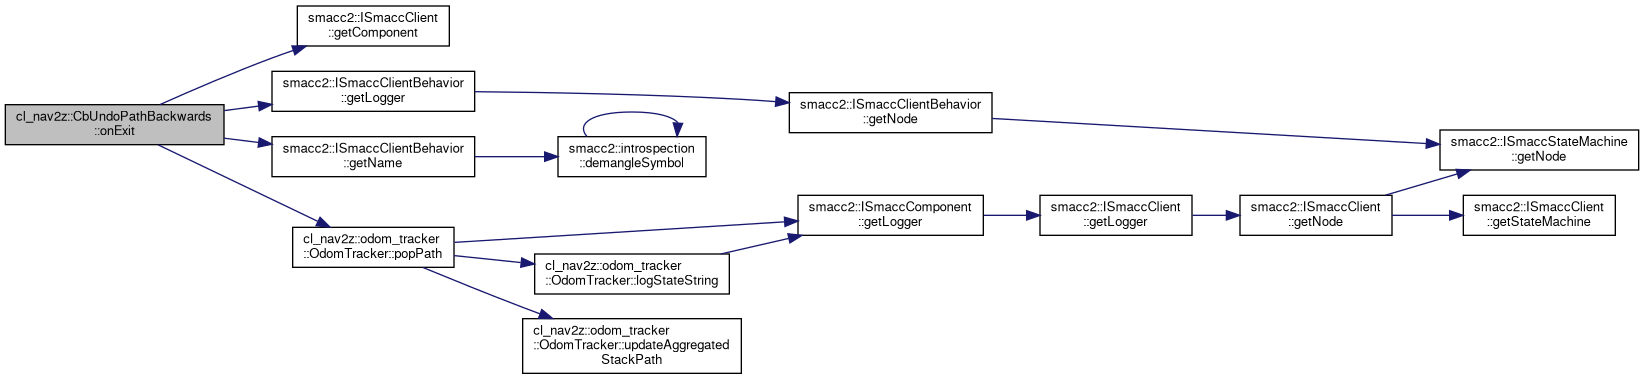 smacc2::ISmaccClient
::getComponent
smacc2::ISmaccClientBehavior
::getLogger
cl_nav2z::CbUndoPathBackwards
::onExit
smacc2::ISmaccClientBehavior
::getNode
smacc2::ISmaccClientBehavior
::getName
smacc2::introspection
::demangleSymbol
smacc2::ISmaccStateMachine
::getNode
cl_nav2z::odom_tracker
::OdomTracker::popPath
smacc2::ISmaccComponent
::getLogger
smacc2::ISmaccClient
::getLogger
smacc2::ISmaccClient
::getNode
smacc2::ISmaccClient
::getStateMachine
cl_nav2z::odom_tracker
::OdomTracker::logStateString
cl_nav2z::odom_tracker
::OdomTracker::updateAggregated
StackPath